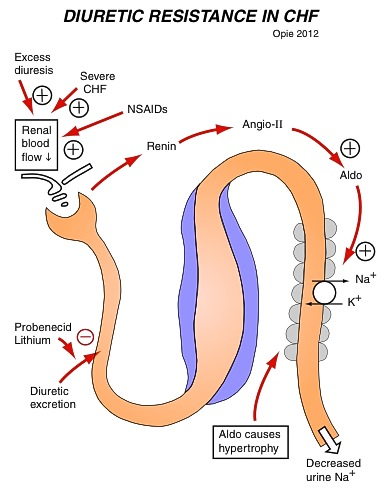 DIURETIC RESISTANCE IN CHF
Opie 2012
Excess
diuresis
Severe
CHF
NSAIDs
Renal
blood
flow ↓
+
+
+
Renin
Angio-II
+
Aldo
+
Na⁺
K⁺
Probenecid
Lithium
−
Diuretic
excretion
Aldo causes
hypertrophy
Decreased
urine Na⁺